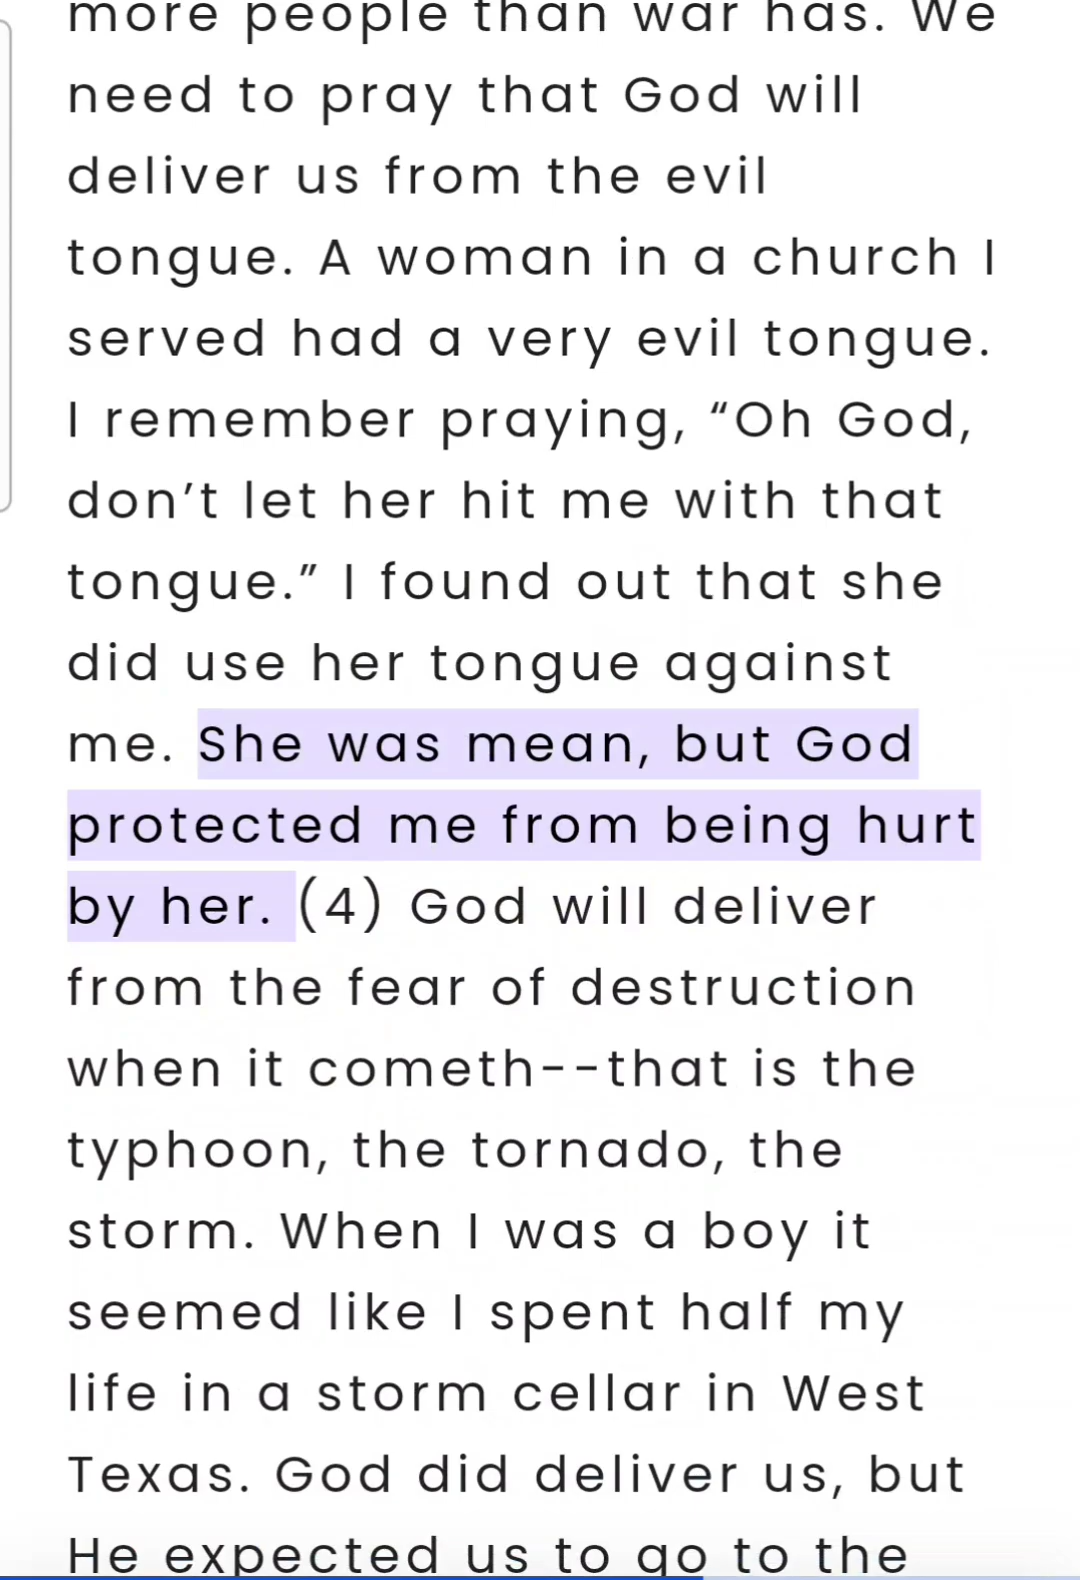 more people than war has. We
need to pray that God will
deliver us from the evil
tongue. A woman in a church I
served had a very evil tongue.
I remember praying, “Oh God,
don’t let her hit me with that
tongue.” I found out that she
did use her tongue against
me. She was mean, but God
protected me from being hurt
by her. (4) God will deliver
from the fear of destruction
when it cometh--that is the
typhoon, the tornado, the
storm. When I was a boy it
seemed like I spent half my
life in a storm cellar in West
Texas. God did deliver us, but
He expected us to go to the